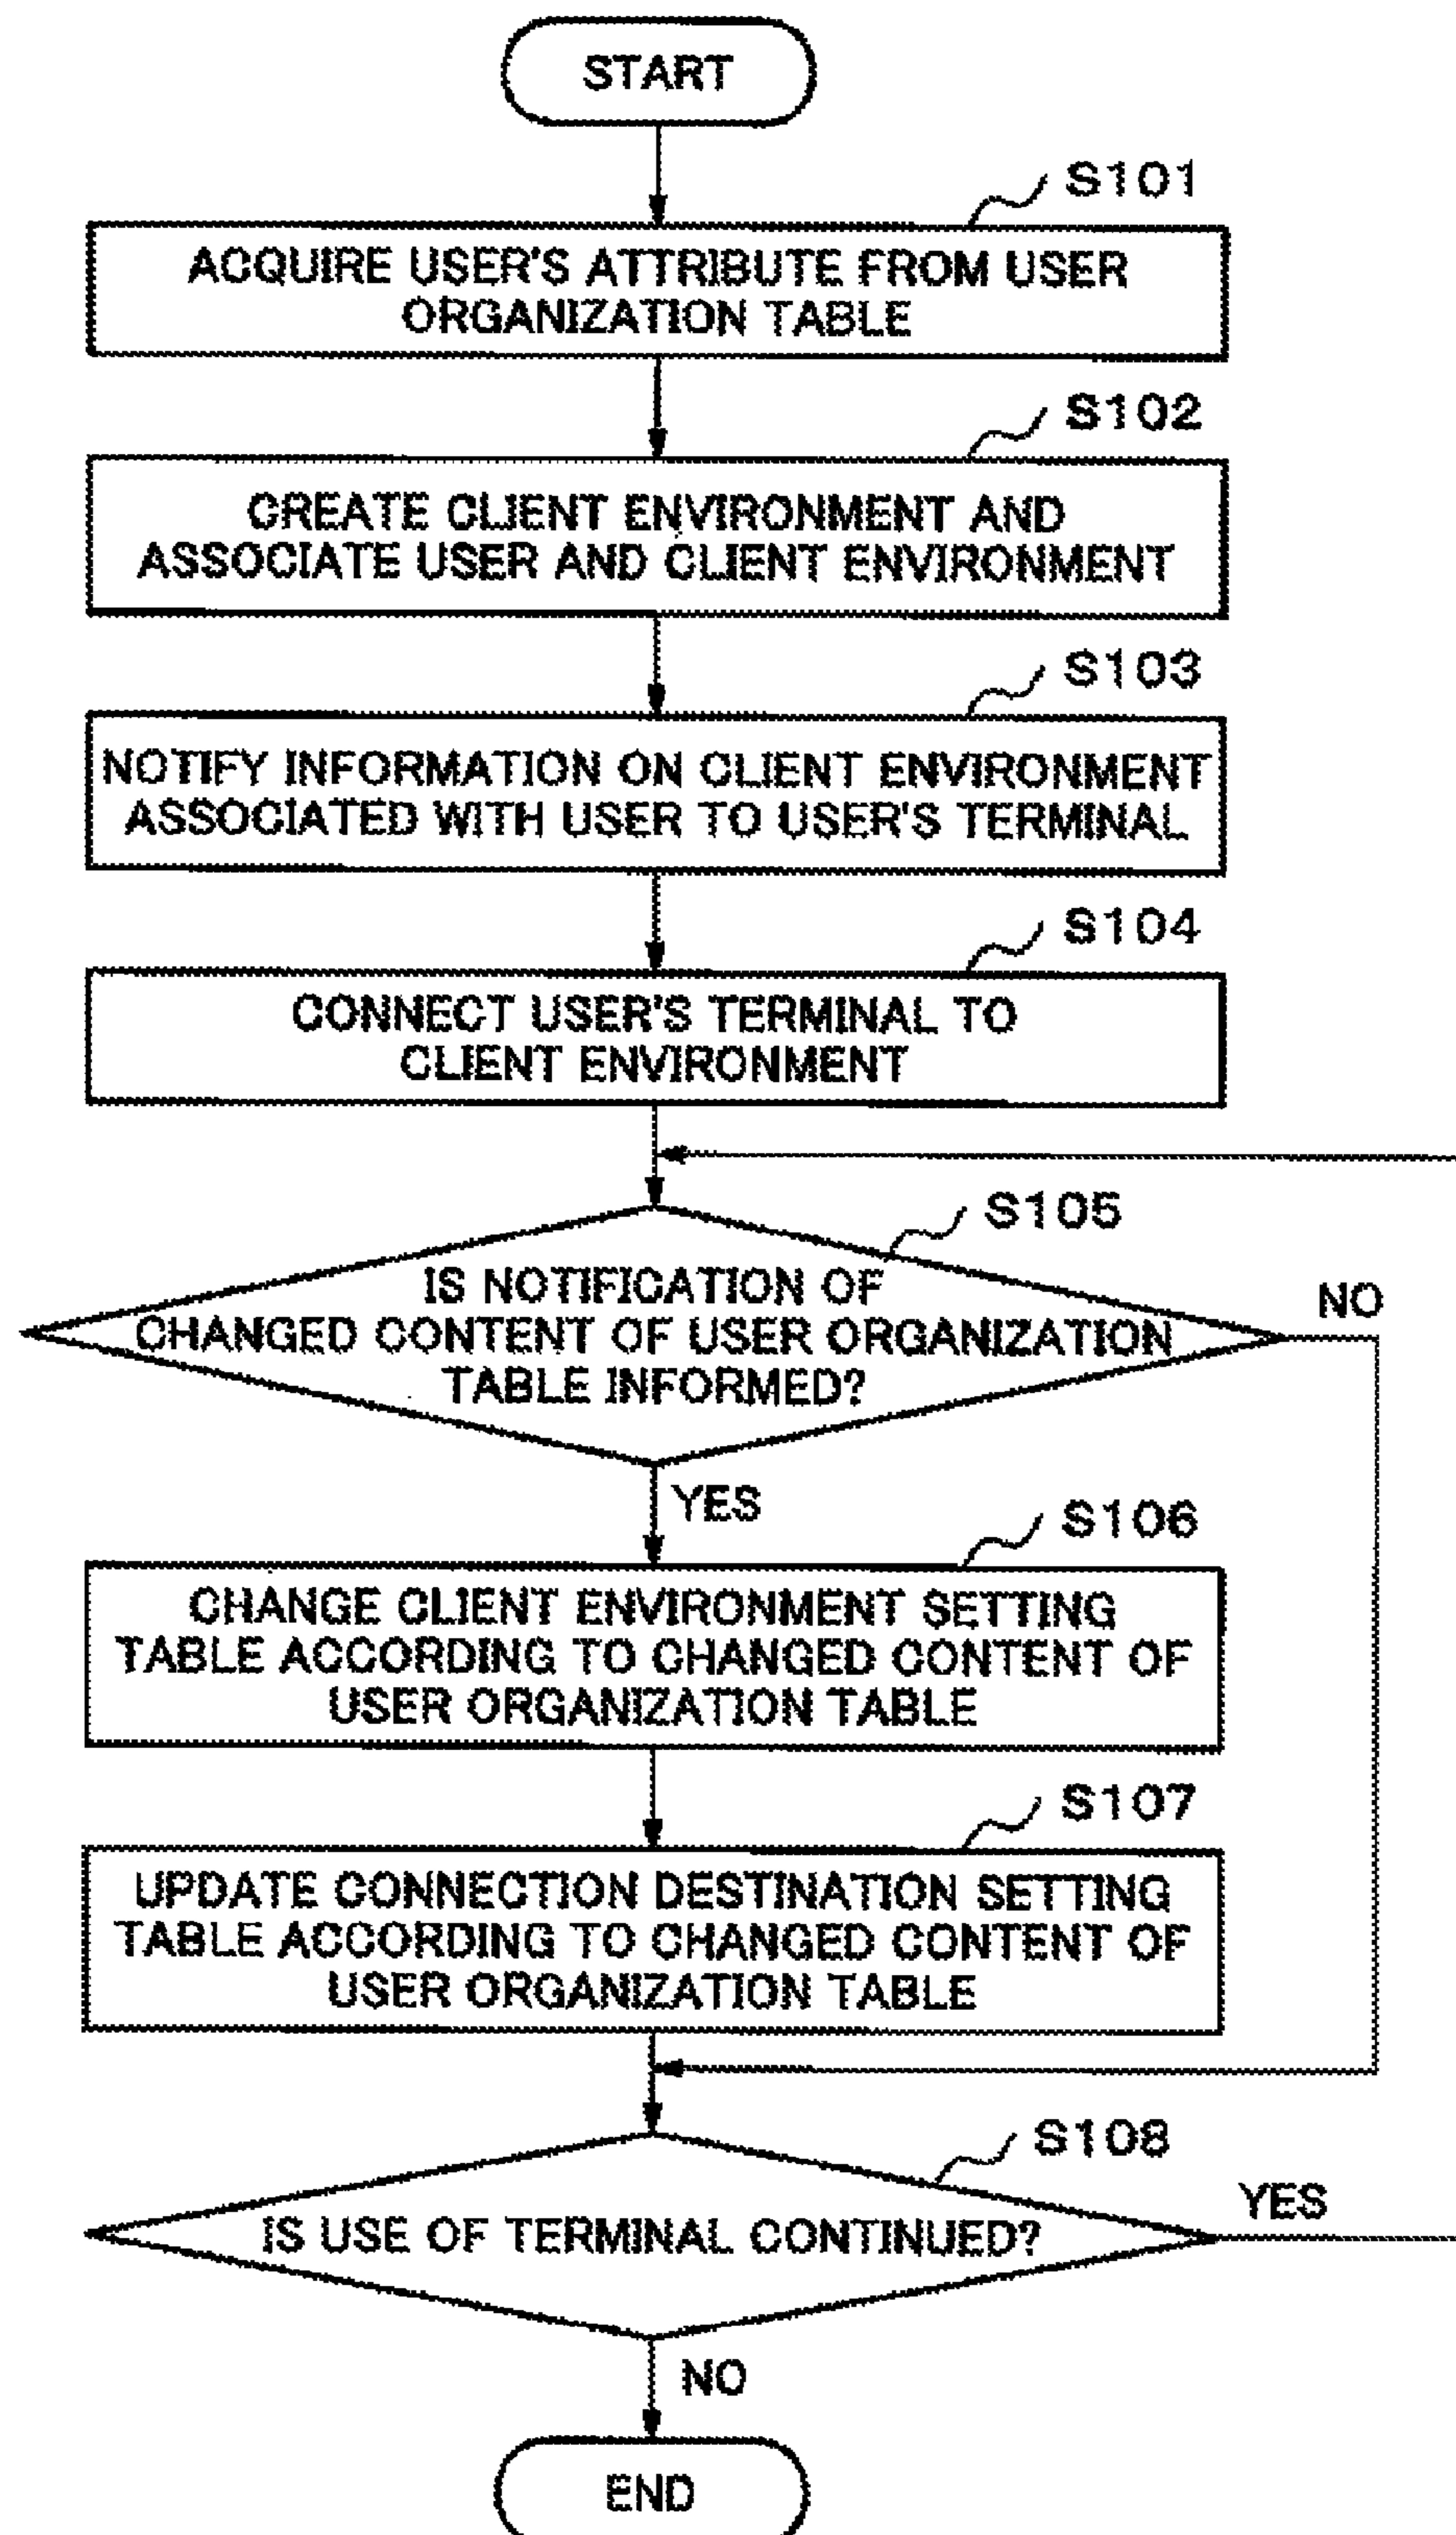 START
S101
ACQUIRE USER'S ATTRIBUTE FROM USER
ORGANIZATION TABLE
S102
CREATE CLIENT ENVIRONMENT AND
ASSOCIATE USER AND CLIENT ENVIRONMENT
S103
NOTIFY INFORMATION ON CLIENT ENVIRONMENT
ASSOCIATED WITH USER TO USER'S TERMINAL
S104
CONNECT USER'S TERMINAL TO
CLIENT ENVIRONMENT
S105
IS NOTIFICATION OF
CHANGED CONTENT OF USER ORGANIZATION
TABLE INFORMED?
NO
YES
S106
CHANGE CLIENT ENVIRONMENT SETTING
TABLE ACCORDING TO CHANGED CONTENT OF
USER ORGANIZATION TABLE
S107
UPDATE CONNECTION DESTINATION SETTING
TABLE ACCORDING TO CHANGED CONTENT OF
USER ORGANIZATION TABLE
S108
IS USE OF TERMINAL CONTINUED?
YES
NO
END